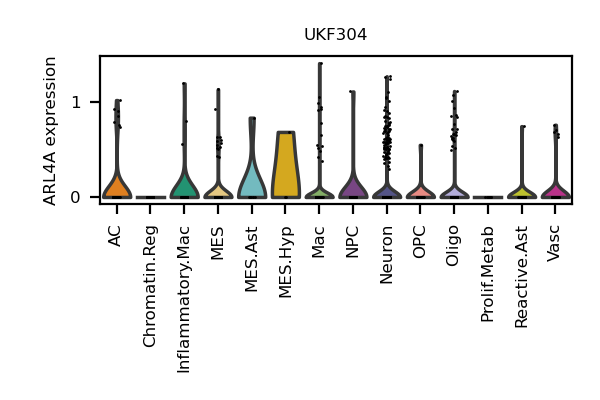 UKF304
ARL4A expression
1
0
AC
Chromatin.Reg
Inflammatory.Mac
MES
MES.Ast
MES.Hyp
Mac
NPC
Neuron
OPC
Oligo
Prolif.Metab
Reactive.Ast
Vasc